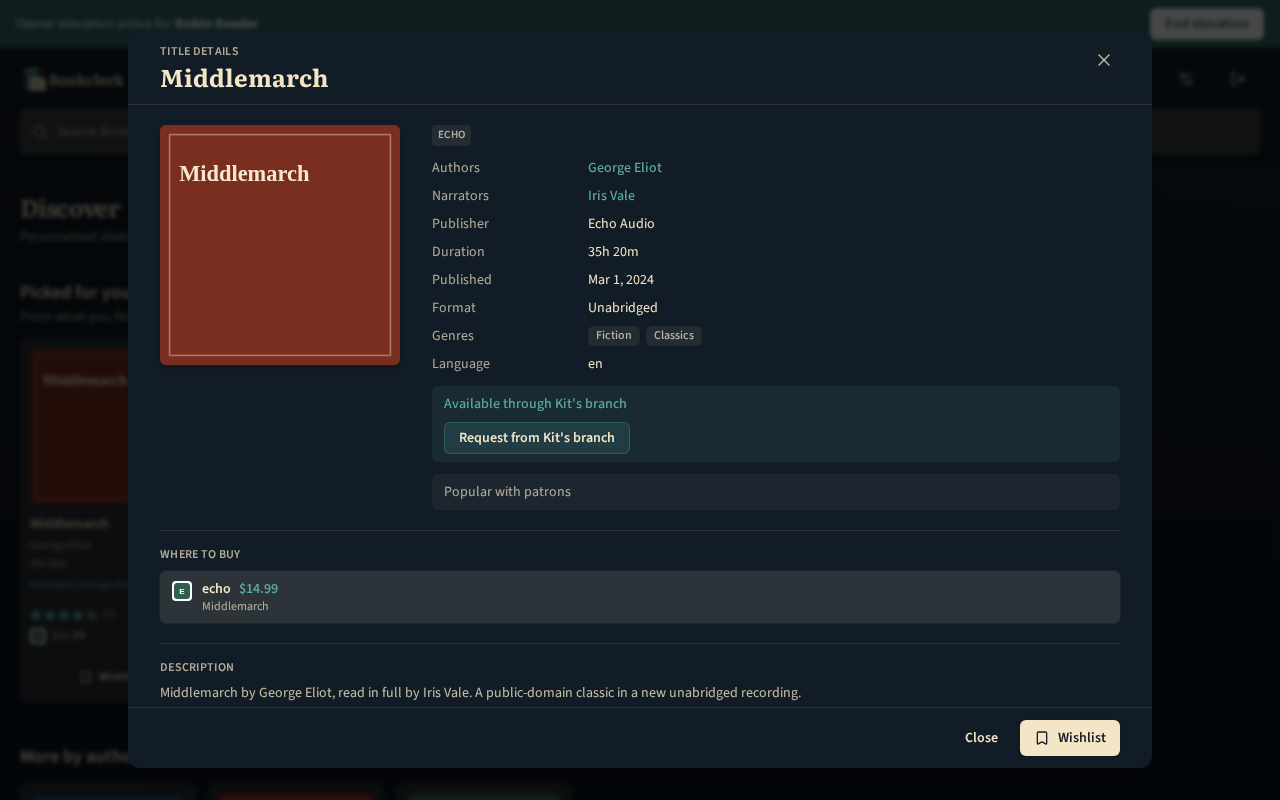 Owner elevation active for Robin Reader
End elevation
Bookclerk
Discover
Picked for you
Middlemarch
TITLE DETAILS
Middlemarch
Middlemarch
ECHO
Authors George Eliot
Narrators Iris Vale
Publisher Echo Audio
Duration 35h 20m
Published Mar 1, 2024
Format Unabridged
Genres Fiction Classics
Language en
Available through Kit's branch
Request from Kit's branch
Popular with patrons
WHERE TO BUY
E echo $14.99
Middlemarch
DESCRIPTION
Middlemarch by George Eliot, read in full by Iris Vale. A public-domain classic in a new unabridged recording.
Close
Wishlist